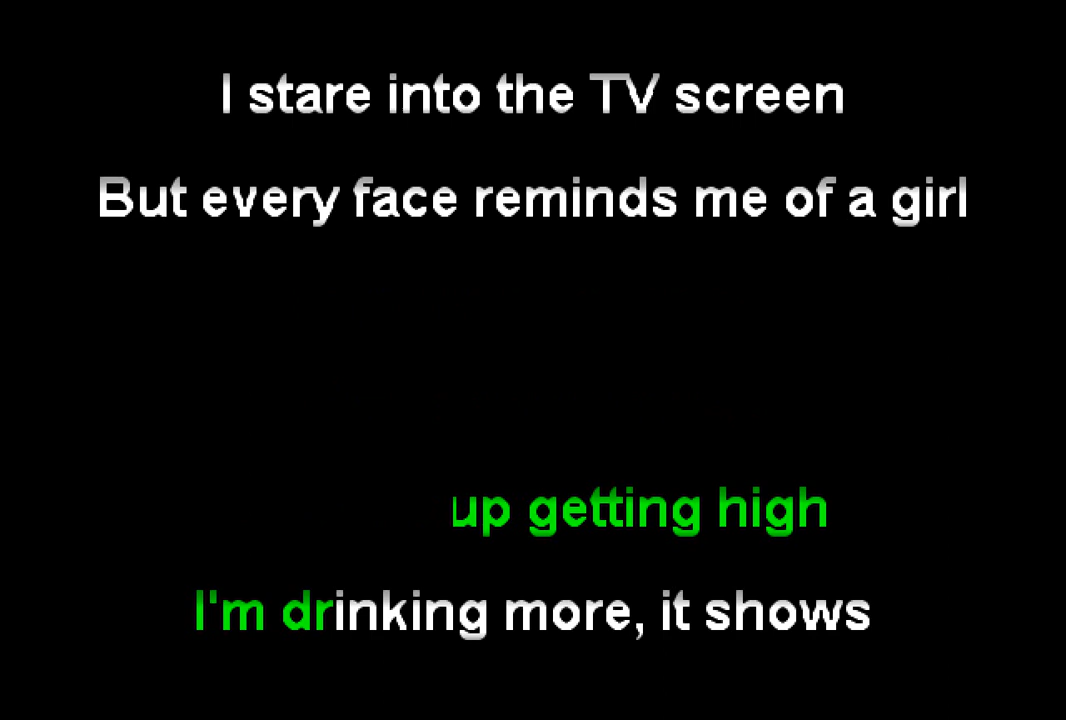 I stare into the TV screen
But every face reminds me of a girl
up getting high
I'm drinking more, it shows